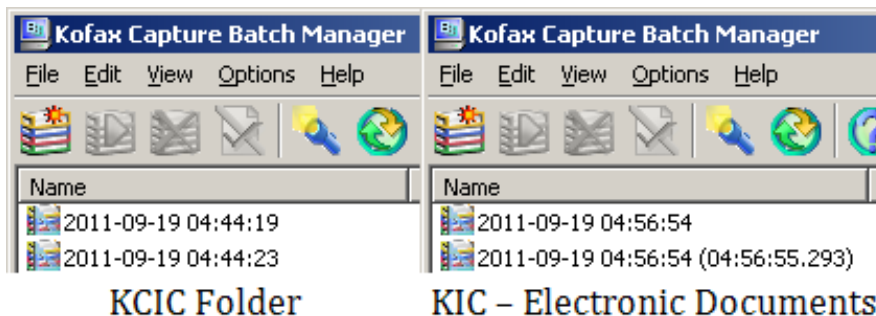 Kofax Capture Batch Manager
File Edit View Options Help
Name
2011-09-19 04:44:19
2011-09-19 04:44:23
KCIC Folder
Kofax Capture Batch Manager
File Edit View Options Help
Name
2011-09-19 04:56:54
2011-09-19 04:56:54 (04:56:55.293)
KIC – Electronic Documents